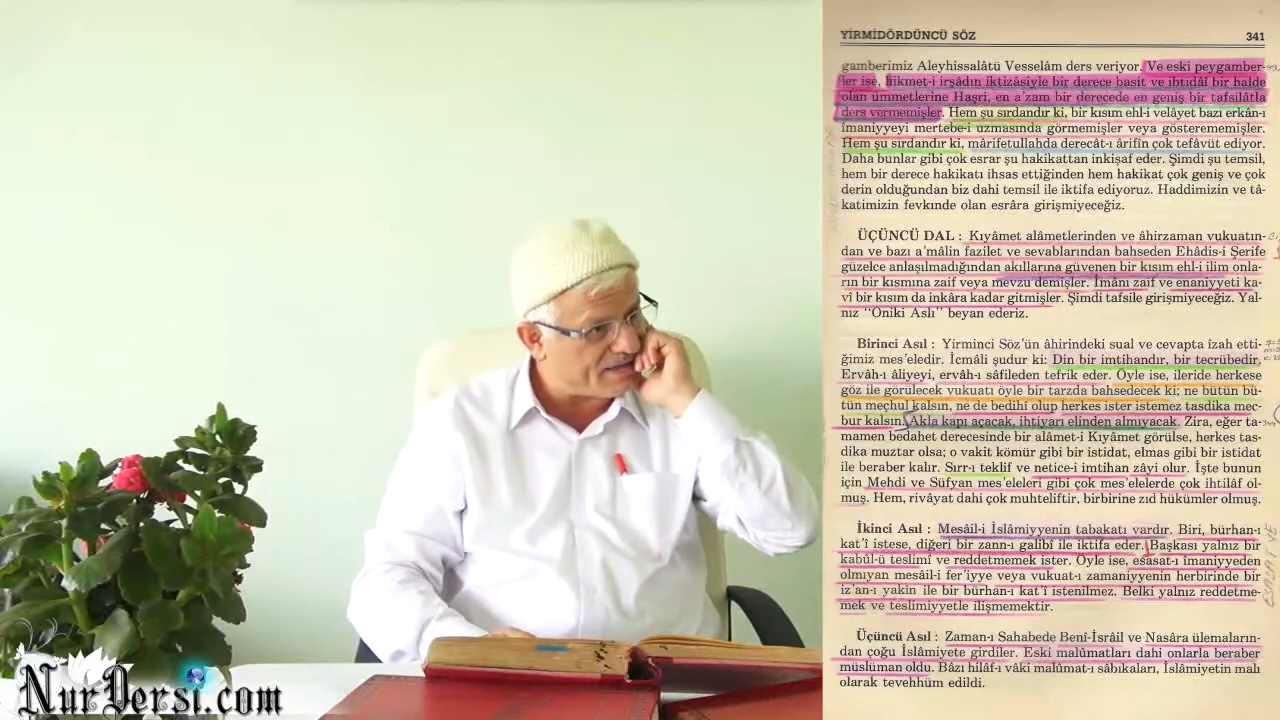 YİRMİDÖRDÜNCÜ SÖZ 341
gamberimiz Aleyhissalâtü Vesselâm ders veriyor. Ve eski peygamber-
ler ise, hikmet-i irşâdın iktizâsiyle bir derece basit ve ibtidâî bir halde
olan ümmetlerine Haşri, en a'zam bir derecede en geniş bir tafsilâtla
ders vermemişler. Hem şu sırdandır ki, bir kısım ehl-i velâyet bazı erkân-ı
îmaniyyeyi mertebe-i uzmasında görmemişler veya gösterememişler.
Hem şu sırdandır ki, mârifetullahda derecât-ı ârifîn çok tefâvüt ediyor.
Daha bunlar gibi çok esrar şu hakikattan inkişaf eder. Şimdi şu temsil,
hem bir derece hakikatı ihsas ettiğinden hem hakikat çok geniş ve çok
derin olduğundan biz dahi temsil ile iktifa ediyoruz. Haddimizin ve tâ-
katimizin fevkınde olan esrâra girişmiyeceğiz.
ÜÇÜNCÜ DAL : Kıyâmet alâmetlerinden ve âhirzaman vukuatın-
dan ve bazı a'mâlin fazilet ve sevablarından bahseden Ehâdis-i Şerife
güzelce anlaşılmadığından akıllarına güvenen bir kısım ehl-i ilim onla-
rın bir kısmına zaif veya mevzu demişler. İmânı zaif ve enaniyyeti ka-
vî bir kısım da inkâra kadar gitmişler. Şimdi tafsile girişmiyeceğiz. Yal-
nız "Oniki Aslı" beyan ederiz.
Birinci Asıl : Yirminci Söz'ün âhirindeki sual ve cevapta îzah etti-
ğimiz mes'eledir. İcmâli şudur ki: Din bir imtihandır, bir tecrübedir.
Ervâh-ı âliyeyi, ervâh-ı sâfileden tefrik eder. Öyle ise, ileride herkese
göz ile görülecek vukuatı öyle bir tarzda bahsedecek ki; ne bütün bü-
tün meçhul kalsın, ne de bedihî olup herkes ister istemez tasdika mec-
bur kalsın. Akla kapı açacak, ihtiyarı elinden almıyacak. Zira, eğer ta-
mamen bedahet derecesinde bir alâmet-i Kıyâmet görülse, herkes tas-
dika muztar olsa; o vakit kömür gibi bir istidat, elmas gibi bir istidat
ile beraber kalır. Sırr-ı teklif ve netice-i imtihan zâyi olur. İşte bunun
için Mehdi ve Süfyan mes'eleleri gibi çok mes'elelerde çok ihtilâf ol-
muş. Hem, rivâyat dahi çok muhteliftir, birbirine zıd hükümler olmuş.
İkinci Asıl : Mesâil-i İslâmiyyenin tabakatı vardır. Biri, bürhan-ı
kat'î istese, diğeri bir zann-ı galibî ile iktifa eder. Başkası yalnız bir
kabûl-ü teslimî ve reddetmemek ister. Öyle ise, esâsat-ı îmaniyyeden
olmıyan mesâil-i fer'iyye veya vukuat-ı zamaniyyenin herbirinde bir
iz'an-ı yakin ile bir bürhan-ı kat'î istenilmez. Belki yalnız reddetme-
mek ve teslimiyyetle ilişmemektir.
Üçüncü Asıl : Zaman-ı Sahabede Benî-İsrâil ve Nasâra ülemaların-
dan çoğu İslâmiyete girdiler. Eski malûmatları dahi onlarla beraber
müslüman oldu. Bâzı hilâf-ı vâki malûmat-ı sâbıkaları, İslâmiyetin malı
olarak tevehhüm edildi.
NurDersi.com